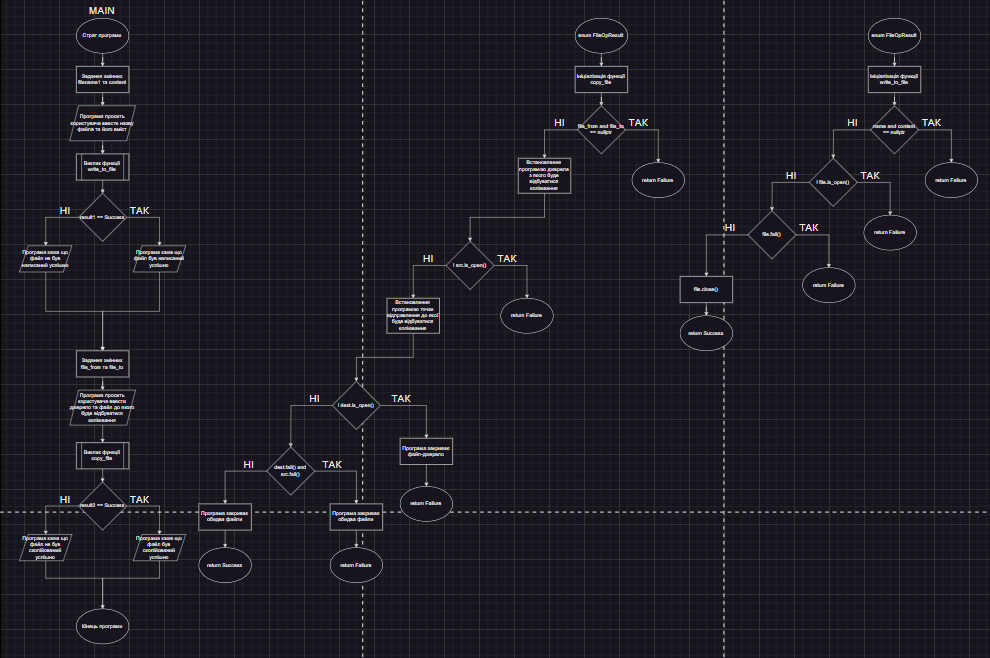 MAIN
Страт програми
Задання змінних
filename1 та content
Програма просить
користувача ввести назву
файла та його вміст
Виклик функції
write_to_file
result1 == Success
НІ
ТАК
Програма каже що
файл не був
написаний успішно
Програма каже що
файл був написаний
успішно
Задання змінних
file_from та file_to
Програма просить
користувача ввести
джерело та файл до якого
буде відбуватися
копіювання
Виклик функції
copy_file
result2 == Success
НІ
ТАК
Програма каже що
файл не був
скопійований
успішно
Програма каже що
файл був
скопійований
успішно
Кінець програми
enum FileOpResult
Ініціалізація функції
copy_file
file_from and file_to
== nullptr
НІ
ТАК
return Failure
Встановлення
програмою джерела
з якого буде
відбуватися
копіювання
! src.is_open()
НІ
ТАК
return Failure
Встановлення
програмою точки
відправлення до якої
буде відбуватися
копіювання
! dest.is_open()
НІ
ТАК
Програма закриває
файл-джерело
return Failure
dest.fail() and
src.fail()
НІ
ТАК
Програма закриває
обидва файли
return Success
Програма закриває
обидва файли
return Failure
enum FileOpResult
Ініціалізація функції
write_to_file
name and content
== nullptr
НІ
ТАК
return Failure
! file.is_open()
НІ
ТАК
return Failure
file.fail()
НІ
ТАК
return Failure
file.close()
return Success